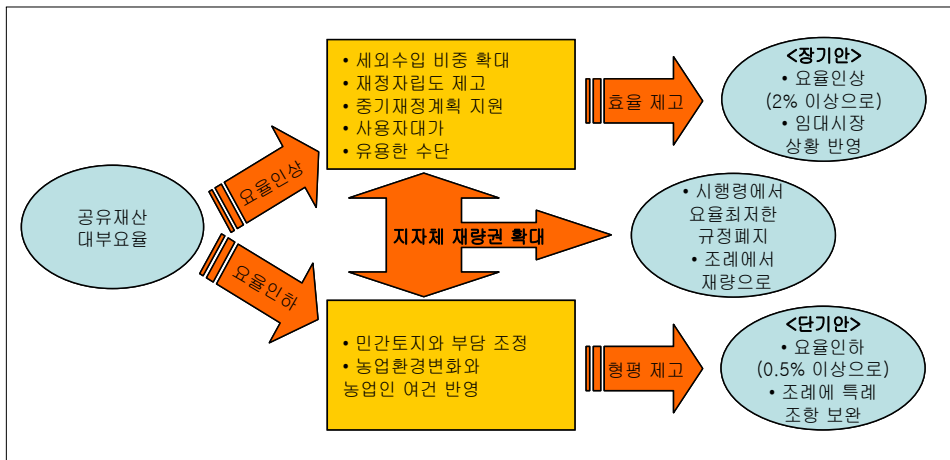 공유재산
대부요율
요율인상
요율인하
• 세외수입 비중 확대
• 재정자립도 제고
• 중기재정계획 지원
• 사용자대가
• 유용한 수단
지자체 재량권 확대
• 민간토지와 부담 조정
• 농업환경변화와
농업인 여건 반영
효율 제고
형평 제고
<장기안>
• 요율인상
(2% 이상으로)
• 임대시장
상황 반영
• 시행령에서
요율최저한
규정폐지
• 조례에서
재량으로
<단기안>
• 요율인하
(0.5% 이상으로)
• 조례에 특례
조항 보완